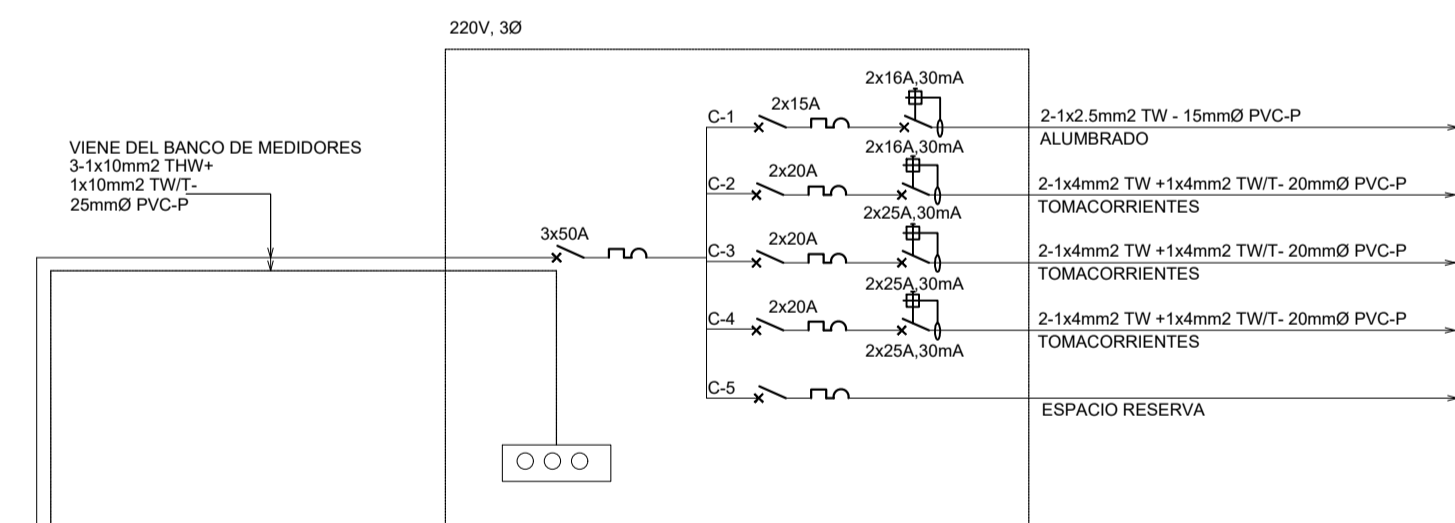 220V, 3Ø
VIENE DEL BANCO DE MEDIDORES
3-1x10mm2 THW+
1x10mm2 TW/T-
25mmØ PVC-P
3x50A
C-1
2x15A
2x16A,30mA
2-1x2.5mm2 TW - 15mmØ PVC-P
ALUMBRADO
2x16A,30mA
C-2
2x20A
2-1x4mm2 TW +1x4mm2 TW/T- 20mmØ PVC-P
TOMACORRIENTES
2x25A,30mA
C-3
2x20A
2-1x4mm2 TW +1x4mm2 TW/T- 20mmØ PVC-P
TOMACORRIENTES
2x25A,30mA
C-4
2x20A
2-1x4mm2 TW +1x4mm2 TW/T- 20mmØ PVC-P
TOMACORRIENTES
2x25A,30mA
C-5
ESPACIO RESERVA